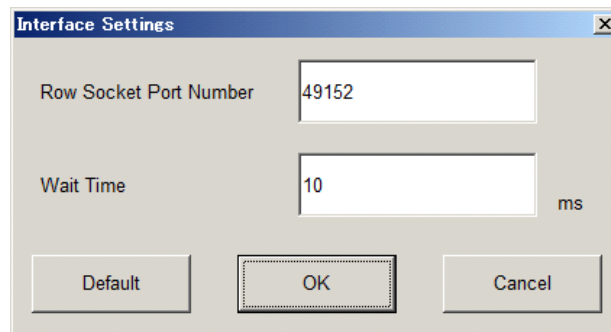 Interface Settings
Row Socket Port Number 49152
Wait Time 10 ms
Default OK Cancel